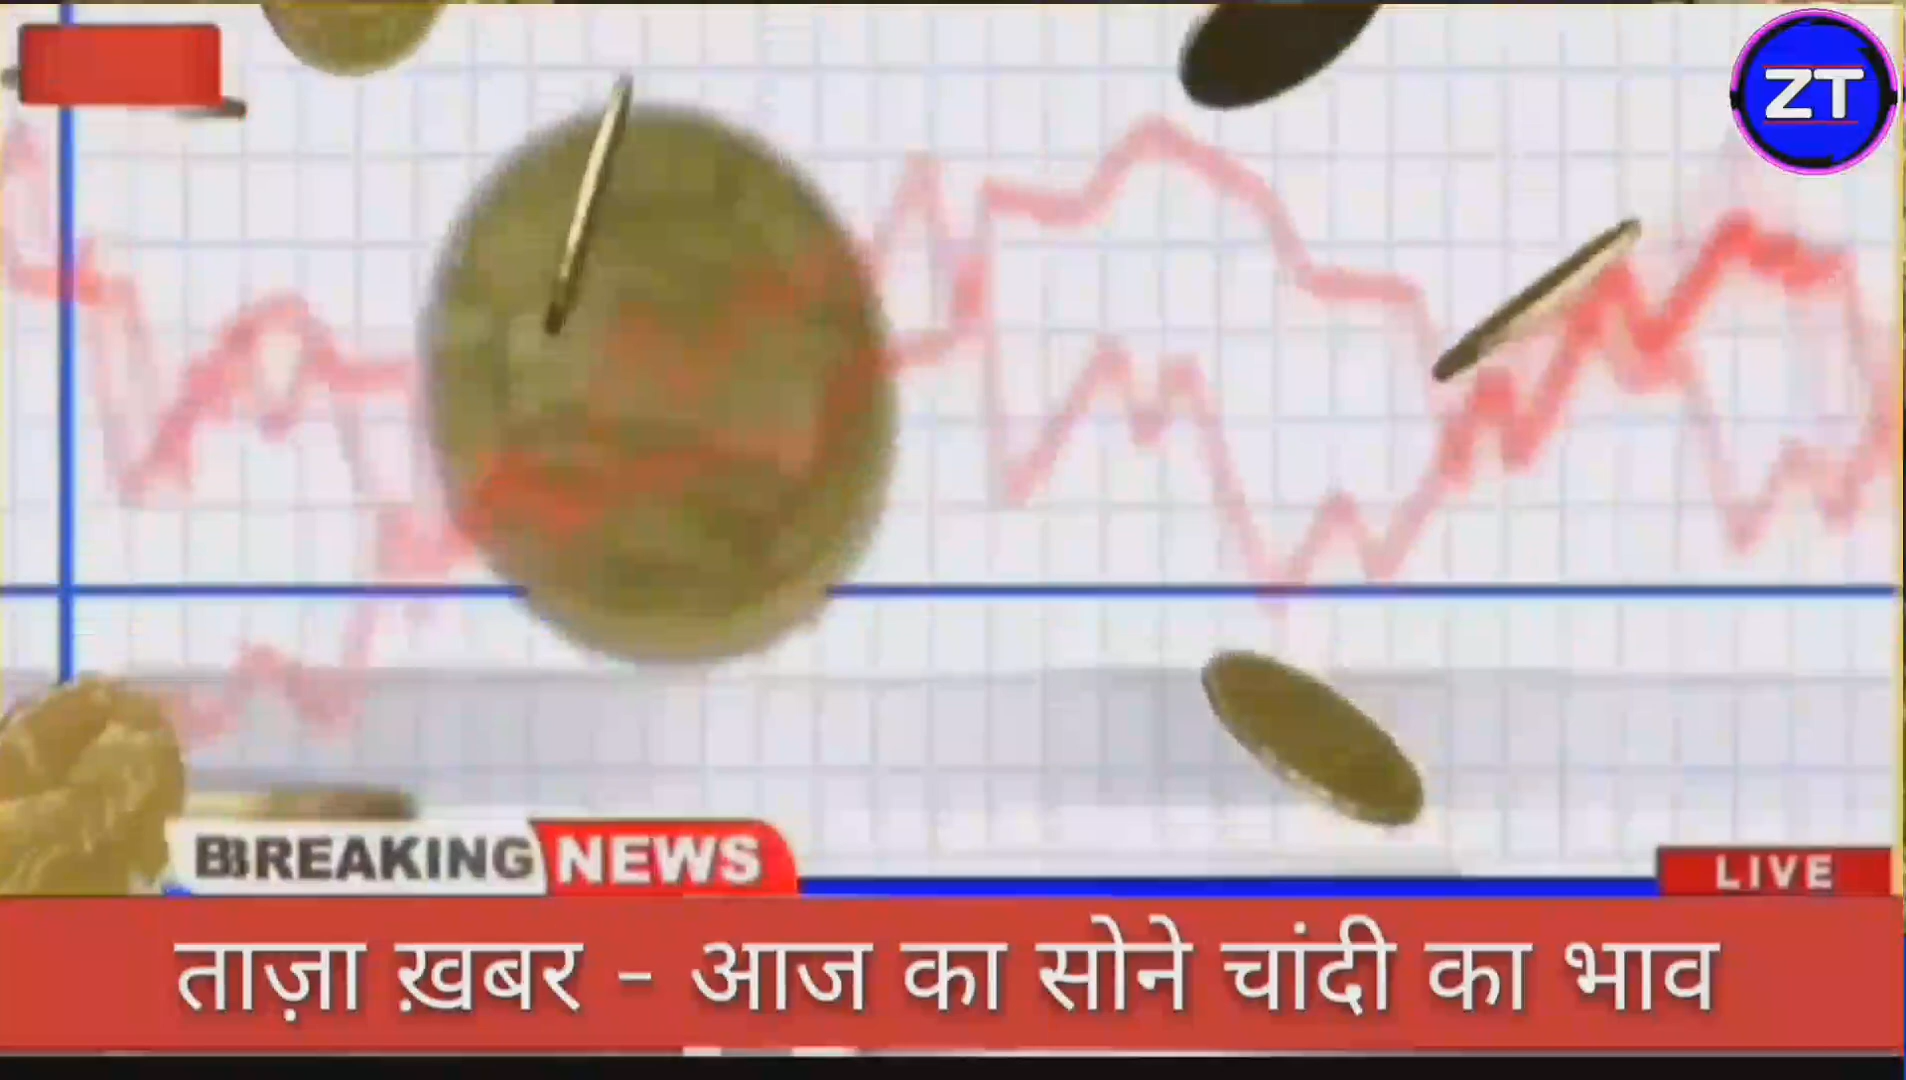 ZT
BREAKING NEWS
LIVE
ताज़ा ख़बर - आज का सोने चांदी का भाव